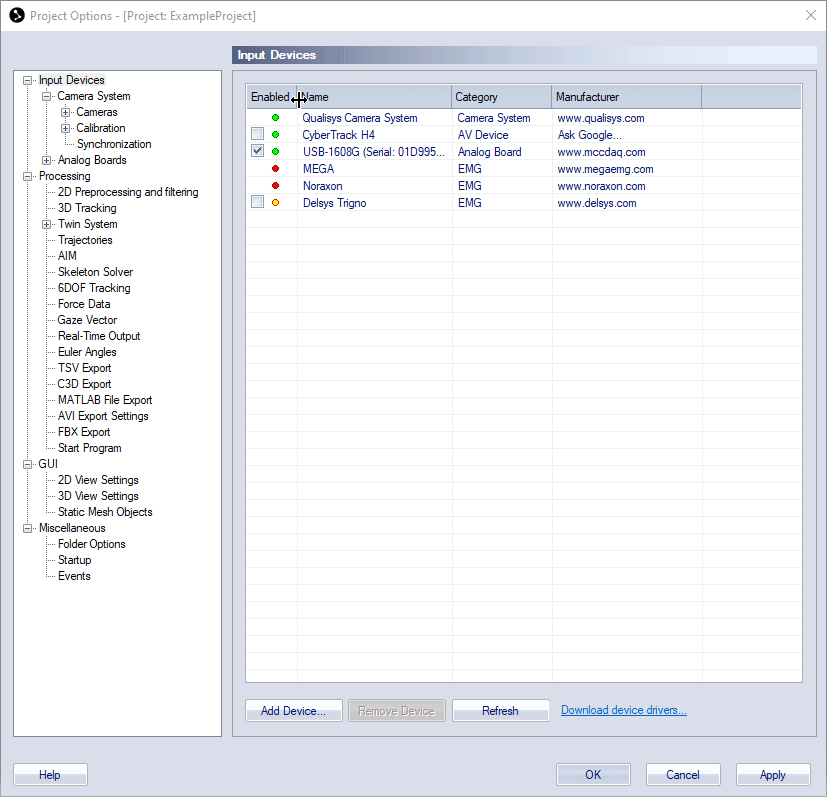 Project Options - [Project: ExampleProject]
Input Devices
Input Devices
Camera System
Cameras
Calibration
Synchronization
Analog Boards
Processing
2D Preprocessing and filtering
3D Tracking
Twin System
Trajectories
AIM
Skeleton Solver
6DOF Tracking
Force Data
Gaze Vector
Real-Time Output
Euler Angles
TSV Export
C3D Export
MATLAB File Export
AVI Export Settings
FBX Export
Start Program
GUI
2D View Settings
3D View Settings
Static Mesh Objects
Miscellaneous
Folder Options
Startup
Events
Enabled Name Category Manufacturer
Qualisys Camera System Camera System www.qualisys.com
CyberTrack H4 AV Device Ask Google...
USB-1608G (Serial: 01D995... Analog Board www.mccdaq.com
MEGA EMG www.megaemg.com
Noraxon EMG www.noraxon.com
Delsys Trigno EMG www.delsys.com
Add Device... Remove Device Refresh Download device drivers...
Help OK Cancel Apply